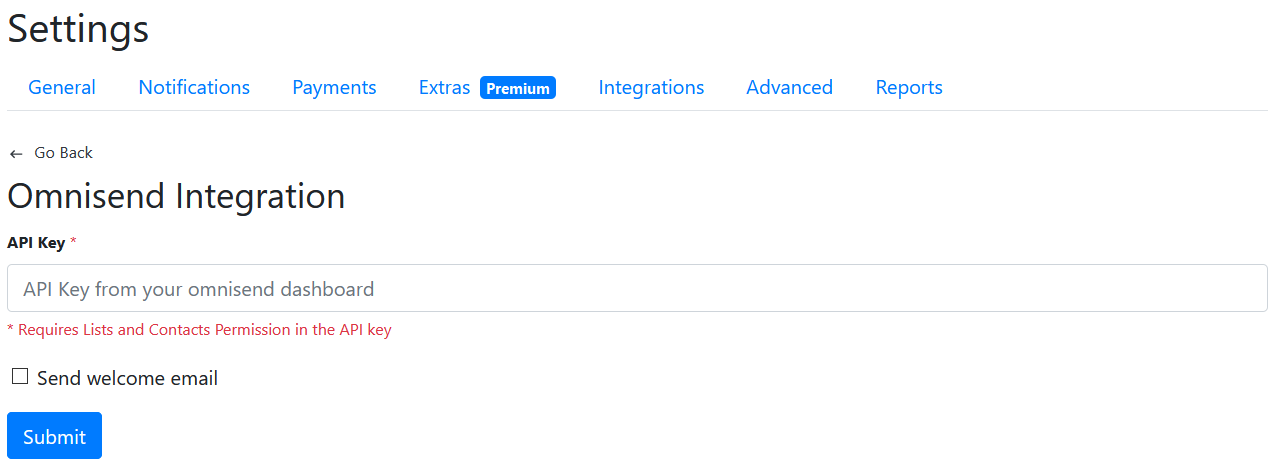 Settings
General Notifications Payments Extras Premium Integrations Advanced Reports
← Go Back
Omnisend Integration
API Key *
API Key from your omnisend dashboard
* Requires Lists and Contacts Permission in the API key
Send welcome email
Submit